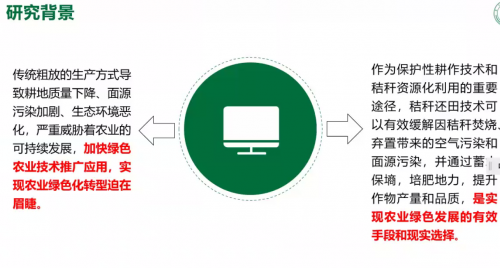 研究背景
传统粗放的生产方式导
致耕地质量下降、面源
污染加剧、生态环境恶
化，严重威胁着农业的
可持续发展，加快绿色
农业技术推广应用，实
现农业绿色化转型迫在
眉睫。
作为保护性耕作技术和
秸秆资源化利用的重要
途径，秸秆还田技术可
以有效缓解因秸秆焚烧、
弃置带来的空气污染和
面源污染，并通过蓄
保墒，培肥地力，提升
作物产量和品质，是实
现农业绿色发展的有效
手段和现实选择。